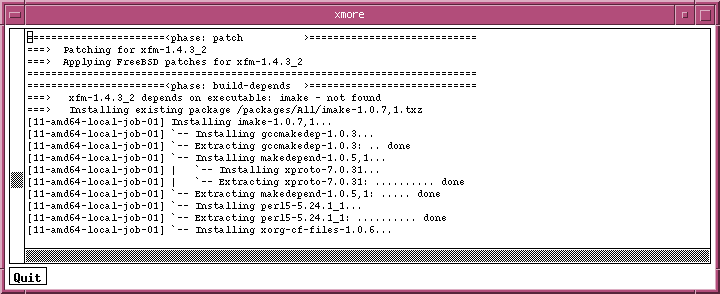 xmore
=======================<phase: patch          >============================
===>  Patching for xfm-1.4.3_2
===>  Applying FreeBSD patches for xfm-1.4.3_2
===========================================================================
=======================<phase: build-depends  >============================
===>   xfm-1.4.3_2 depends on executable: imake - not found
===>   Installing existing package /packages/All/imake-1.0.7,1.txz
[11-amd64-local-job-01] Installing imake-1.0.7,1...
[11-amd64-local-job-01] `-- Installing gccmakedep-1.0.3...
[11-amd64-local-job-01] `-- Extracting gccmakedep-1.0.3: .. done
[11-amd64-local-job-01] `-- Installing makedepend-1.0.5,1...
[11-amd64-local-job-01] |   `-- Installing xproto-7.0.31...
[11-amd64-local-job-01] |   `-- Extracting xproto-7.0.31: .......... done
[11-amd64-local-job-01] `-- Extracting makedepend-1.0.5,1: ..... done
[11-amd64-local-job-01] `-- Installing perl5-5.24.1_1...
[11-amd64-local-job-01] `-- Extracting perl5-5.24.1_1: .......... done
[11-amd64-local-job-01] `-- Installing xorg-cf-files-1.0.6...
Quit